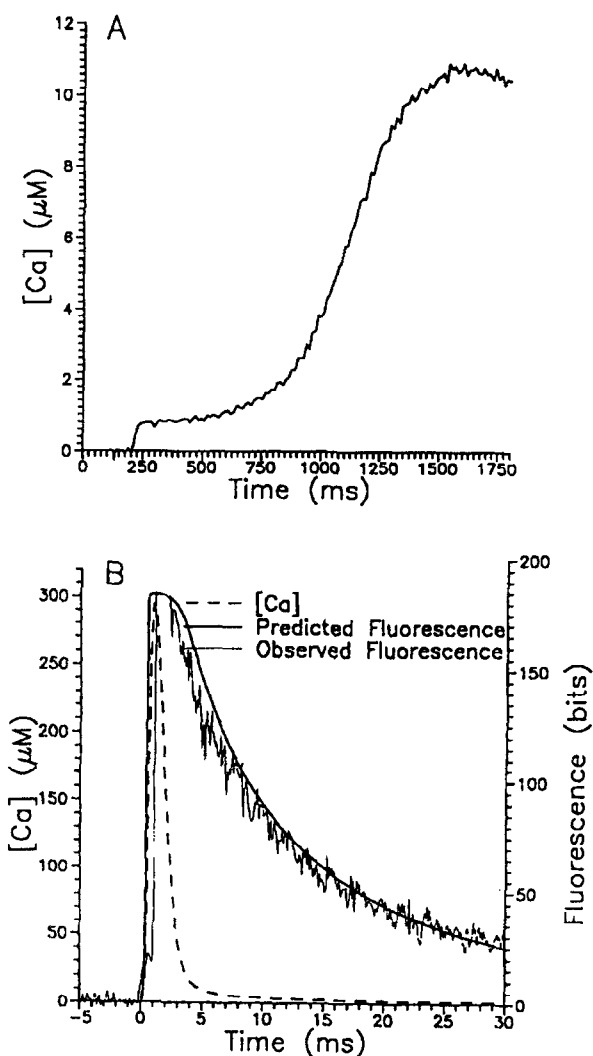 A
12
10
8
6
4
2
0
[Ca] (μM)
0 250 500 750 1000 1250 1500 1750
Time (ms)
B
300
250
200
150
100
50
0
[Ca] (μM)
[Ca]
Predicted Fluorescence
Observed Fluorescence
200
150
100
50
0
Fluorescence (bits)
-5 0 5 10 15 20 25 30
Time (ms)